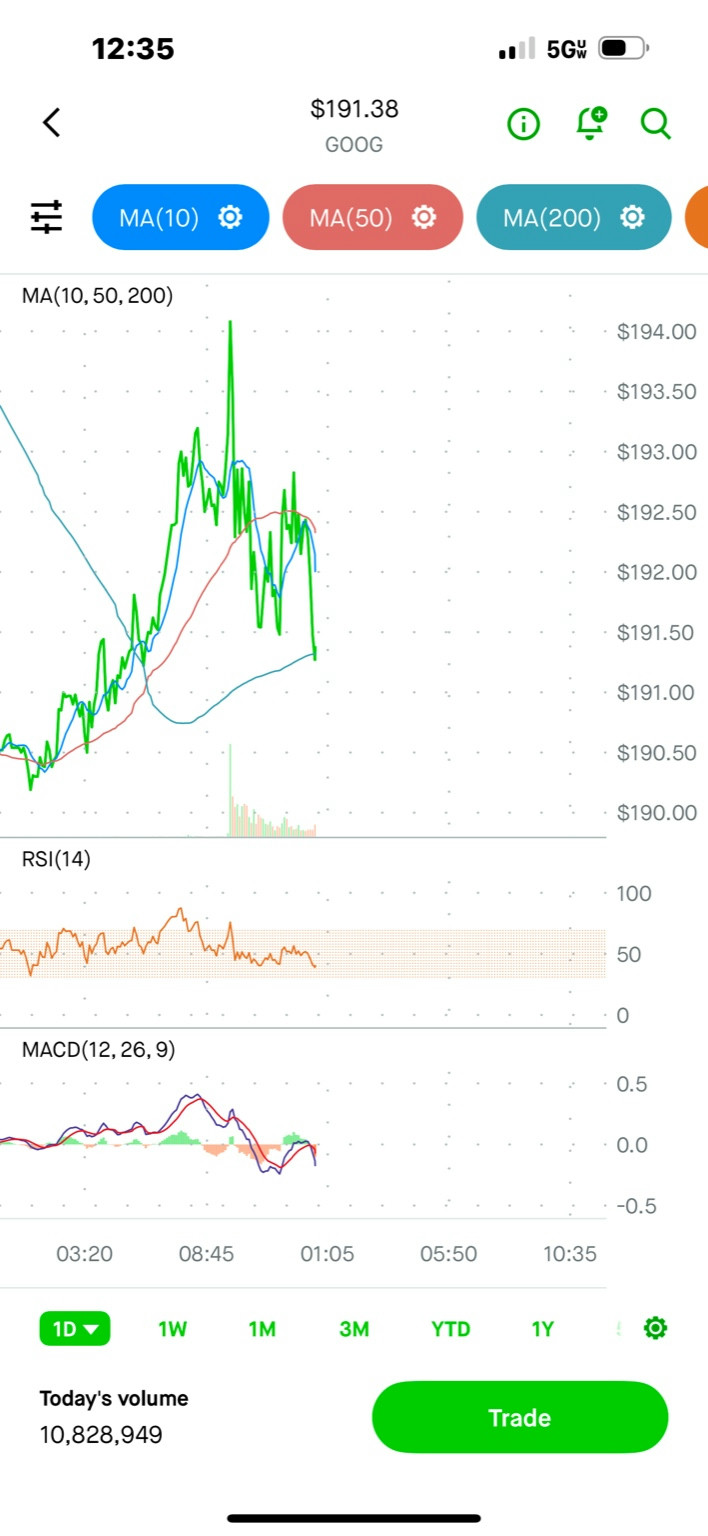 12:35
5GUW
$191.38
GOOG
MA(10)
MA(50)
MA(200)
MA(10, 50, 200)
$194.00
$193.50
$193.00
$192.50
$192.00
$191.50
$191.00
$190.50
$190.00
RSI(14)
100
50
0
MACD(12, 26, 9)
0.5
0.0
-0.5
03:20 08:45 01:05 05:50 10:35
1D 1W 1M 3M YTD 1Y
Today's volume
10,828,949
Trade